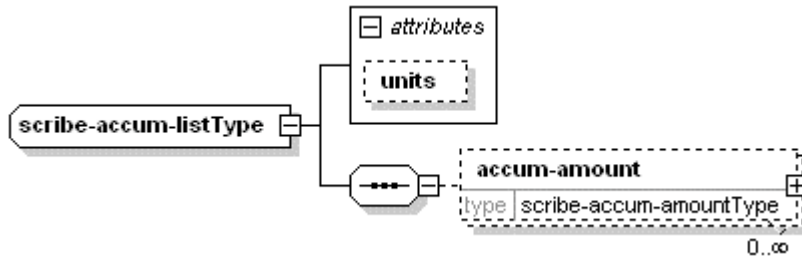 attributes
units
scribe-accum-listType
accum-amount
type scribe-accum-amountType
0..∞